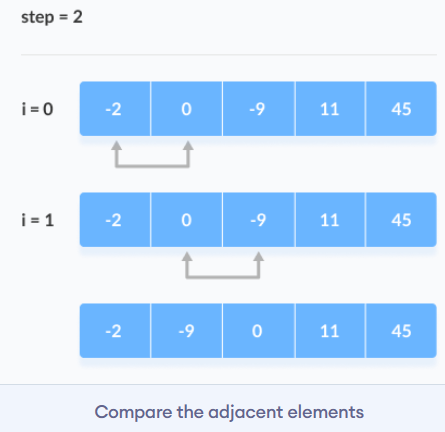 step = 2
i = 0 -2 0 -9 11 45
i = 1 -2 0 -9 11 45
-2 -9 0 11 45
Compare the adjacent elements